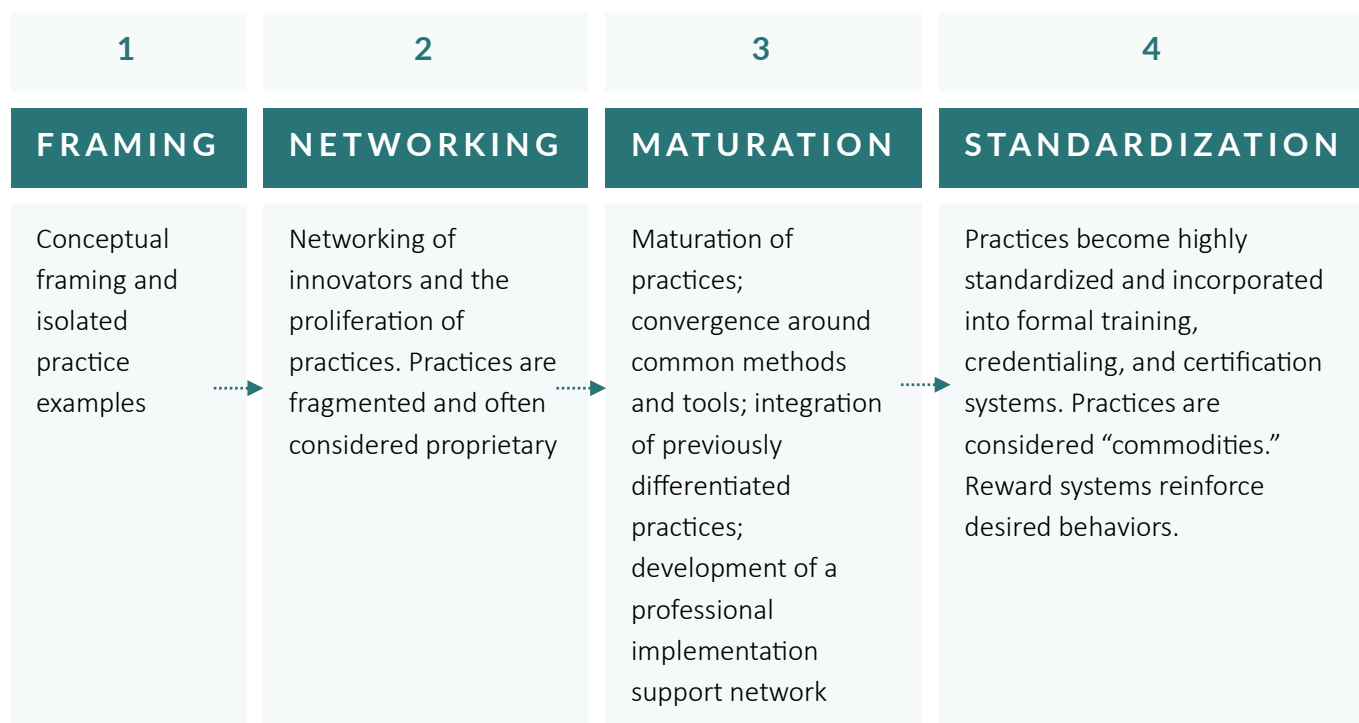 1
2
3
4
FRAMING
NETWORKING
MATURATION
STANDARDIZATION
Conceptual
framing and
isolated
practice
examples
Networking of
innovators and the
proliferation of
practices. Practices are
fragmented and often
considered proprietary
Maturation of
practices;
convergence around
common methods
and tools; integration
of previously
differentiated
practices;
development of a
professional
implementation
support network
Practices become highly
standardized and incorporated
into formal training,
credentialing, and certification
systems. Practices are
considered “commodities.”
Reward systems reinforce
desired behaviors.